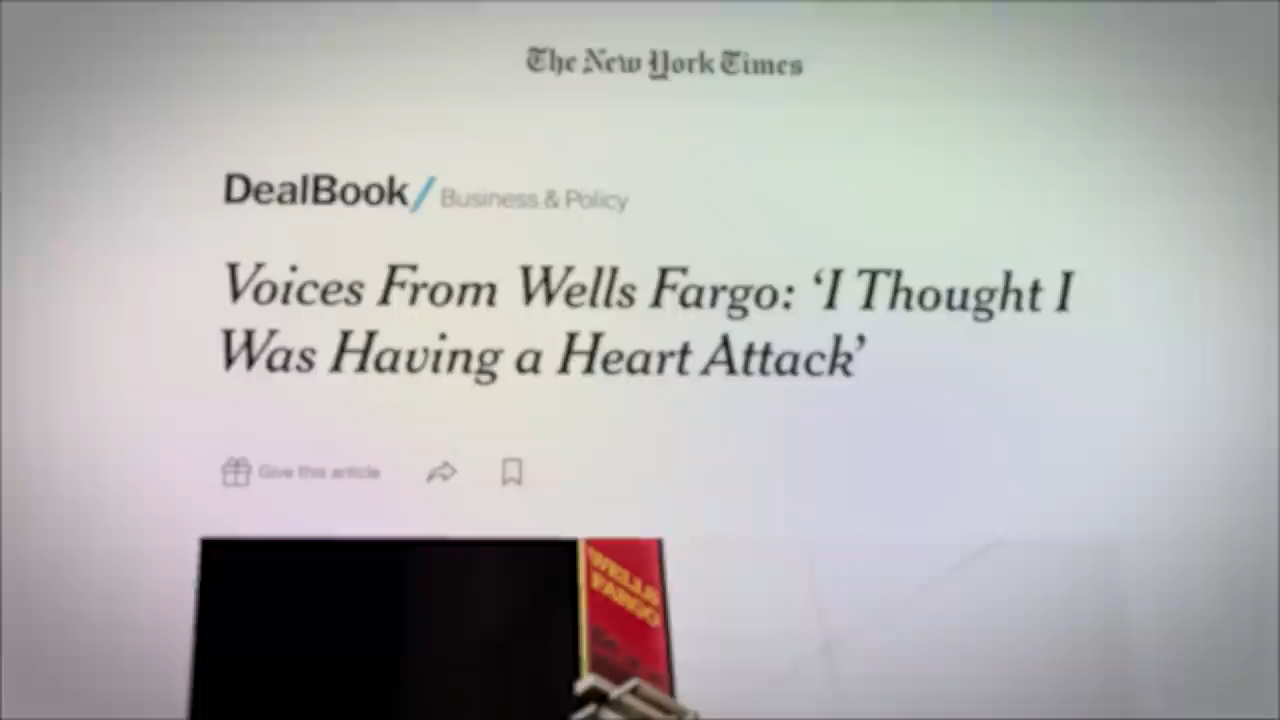 The New York Times
DealBook / Business & Policy
Voices From Wells Fargo: ‘I Thought I
Was Having a Heart Attack’
Give this article
WELLS
FARGO